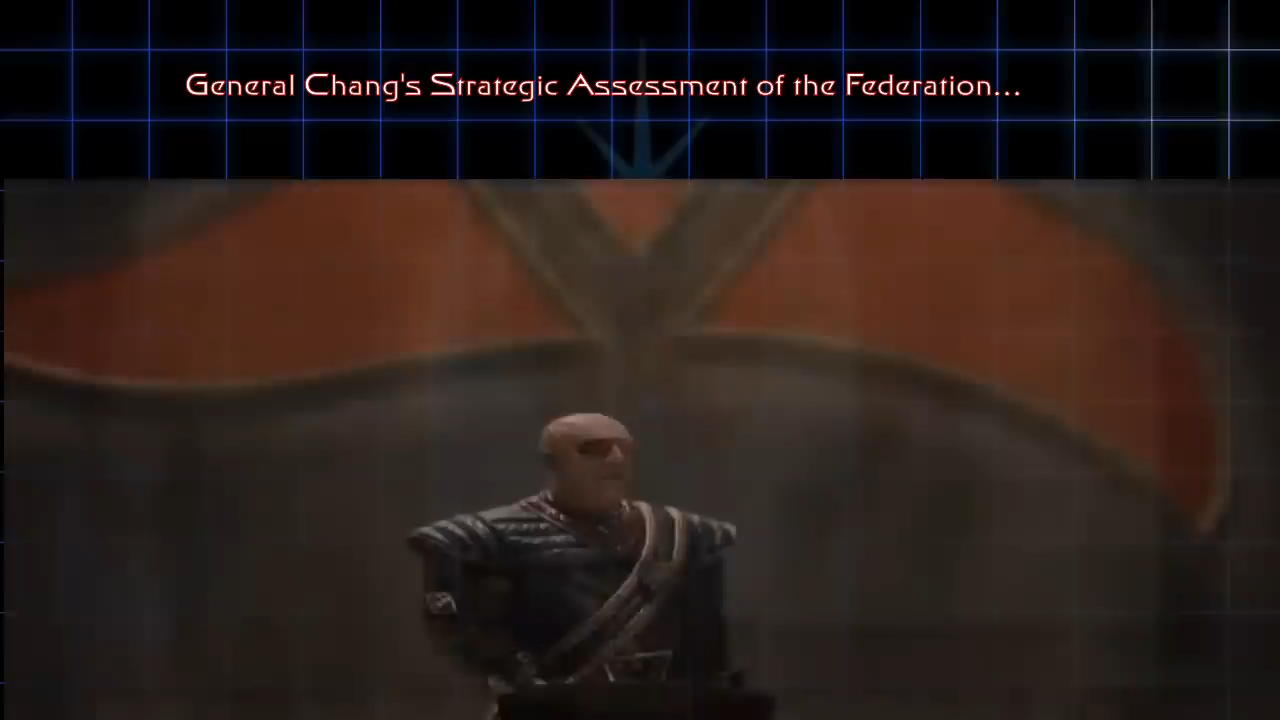 General Chang's Strategic Assessment of the Federation...